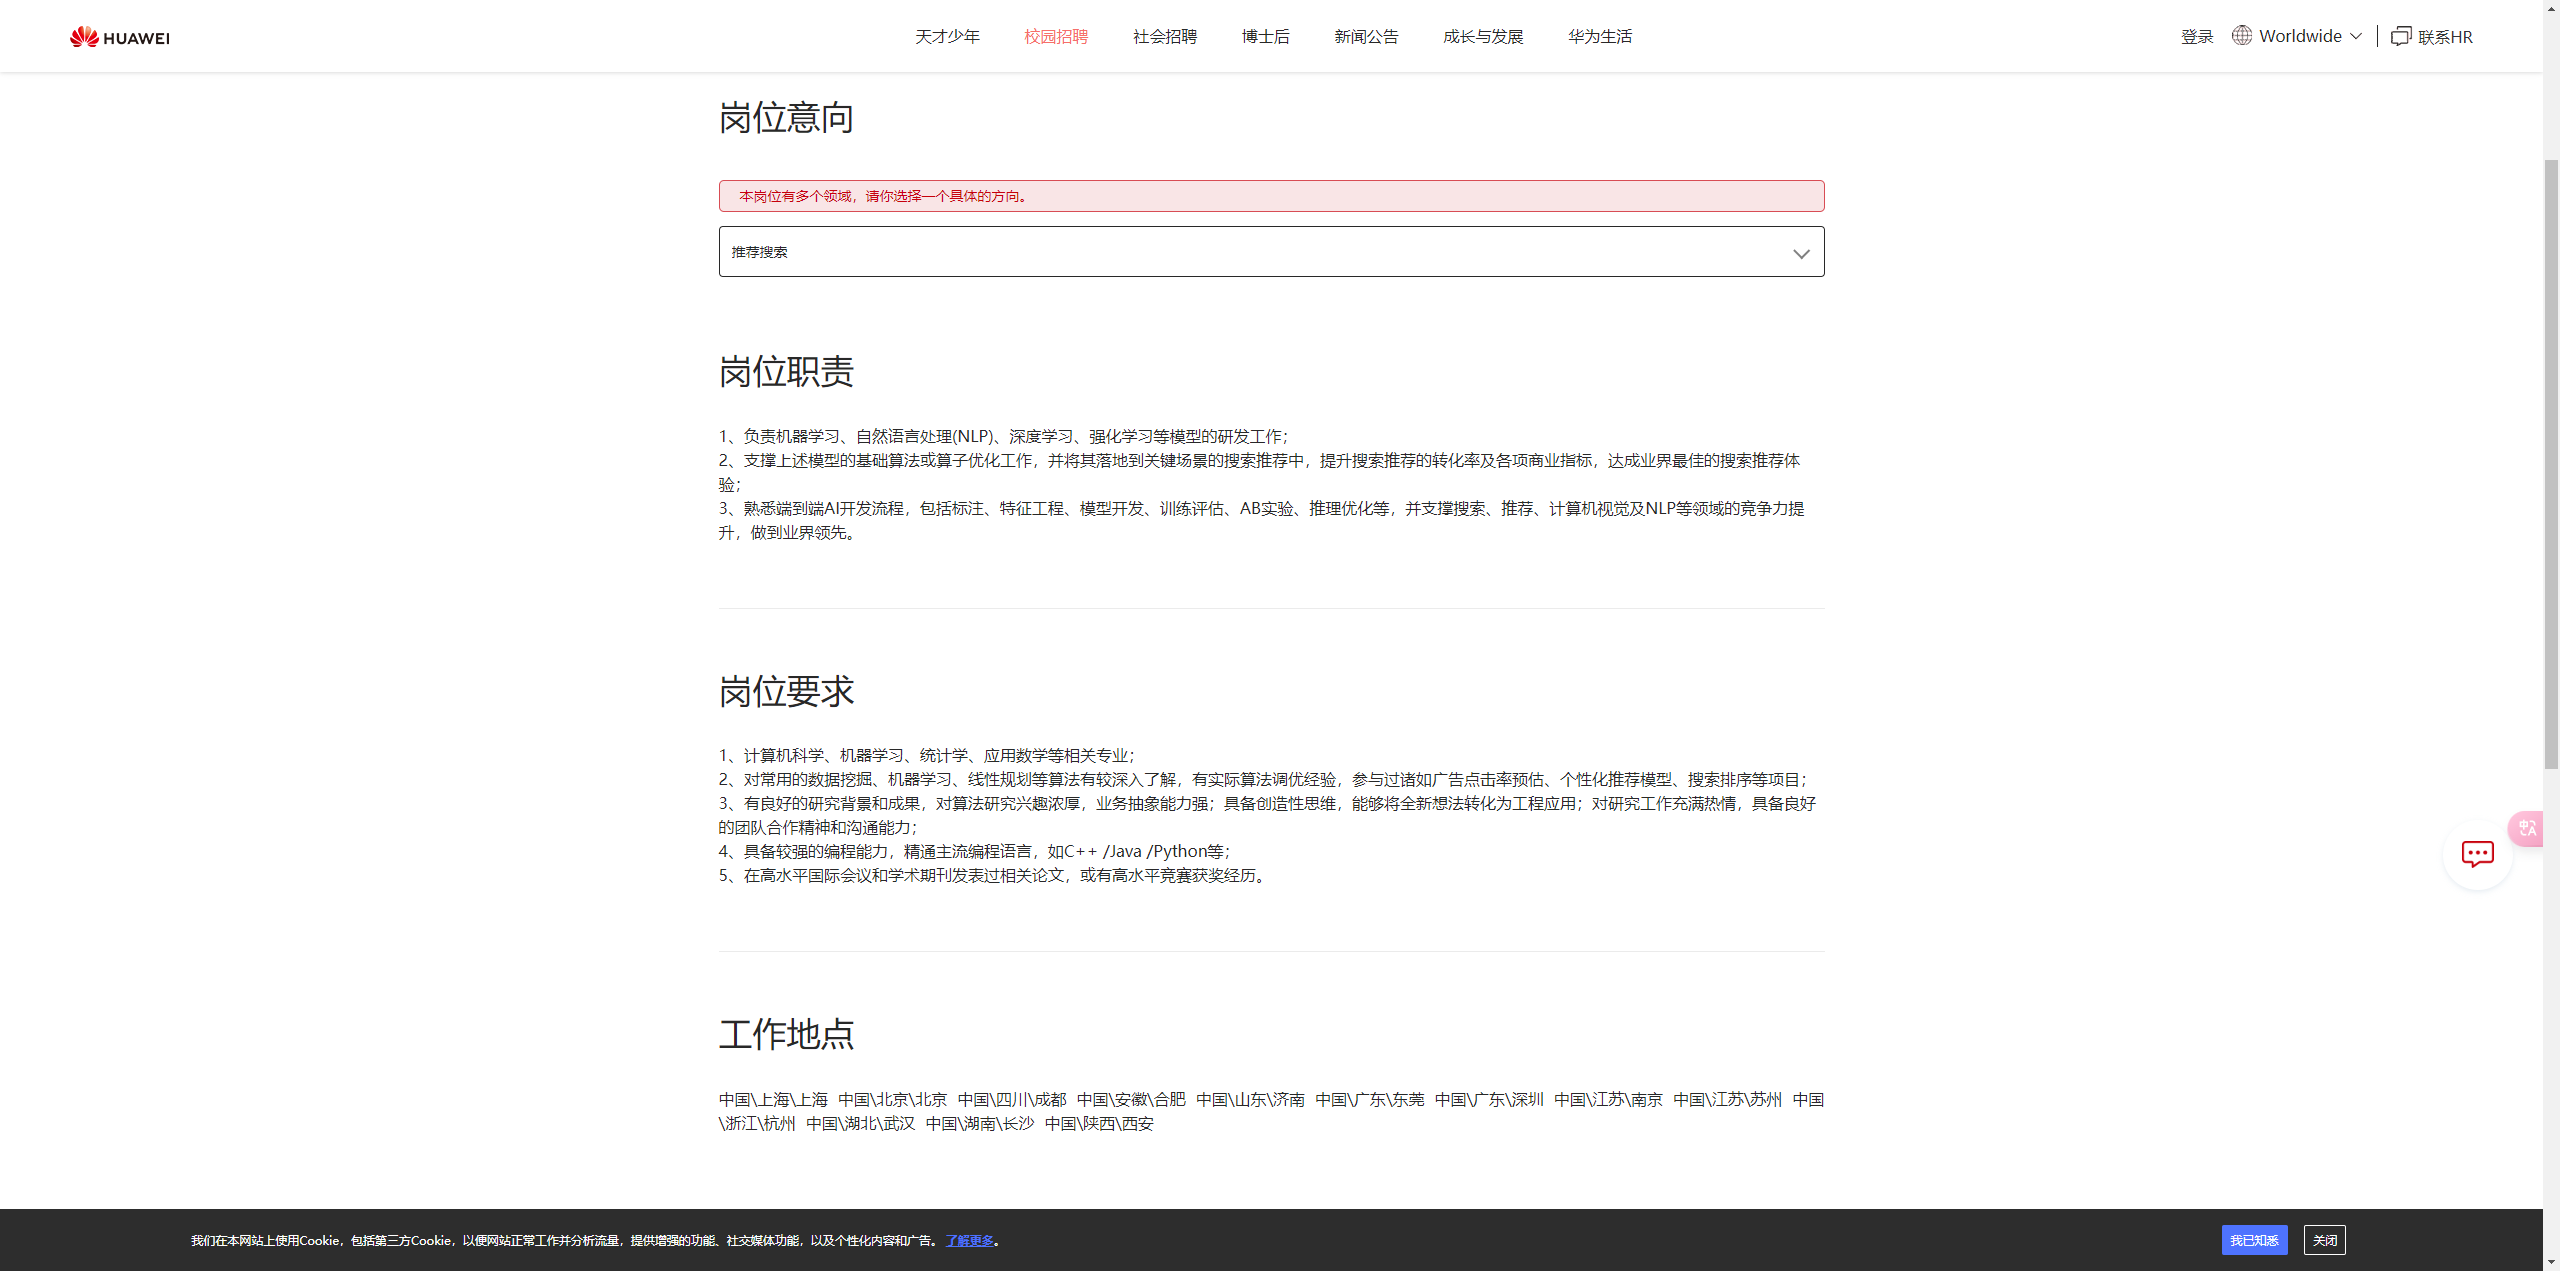 HUAWEI
天才少年 校园招聘 社会招聘 博士后 新闻公告 成长与发展 华为生活
登录 Worldwide 联系HR
岗位意向
本岗位有多个领域，请你选择一个具体的方向。
推荐搜索
岗位职责
1、负责机器学习、自然语言处理(NLP)、深度学习、强化学习等模型的研发工作；
2、支撑上述模型的基础算法或算子优化工作，并将其落地到关键场景的搜索推荐中，提升搜索推荐的转化率及各项商业指标，达成业界最佳的搜索推荐体
验；
3、熟悉端到端AI开发流程，包括标注、特征工程、模型开发、训练评估、AB实验、推理优化等，并支撑搜索、推荐、计算机视觉及NLP等领域的竞争力提
升，做到业界领先。
岗位要求
1、计算机科学、机器学习、统计学、应用数学等相关专业；
2、对常用的数据挖掘、机器学习、线性规划等算法有较深入了解，有实际算法调优经验，参与过诸如广告点击率预估、个性化推荐模型、搜索排序等项目；
3、有良好的研究背景和成果，对算法研究兴趣浓厚，业务抽象能力强；具备创造性思维，能够将全新想法转化为工程应用；对研究工作充满热情，具备良好
的团队合作精神和沟通能力；
4、具备较强的编程能力，精通主流编程语言，如C++ /Java /Python等；
5、在高水平国际会议和学术期刊发表过相关论文，或有高水平竞赛获奖经历。
工作地点
中国\上海\上海 中国\北京\北京 中国\四川\成都 中国\安徽\合肥 中国\山东\济南 中国\广东\东莞 中国\广东\深圳 中国\江苏\南京 中国\江苏\苏州 中国
\浙江\杭州 中国\湖北\武汉 中国\湖南\长沙 中国\陕西\西安
我们在本网站上使用Cookie，包括第三方Cookie，以便网站正常工作并分析流量，提供增强的功能、社交媒体功能，以及个性化内容和广告。 了解更多。
我已知悉 关闭